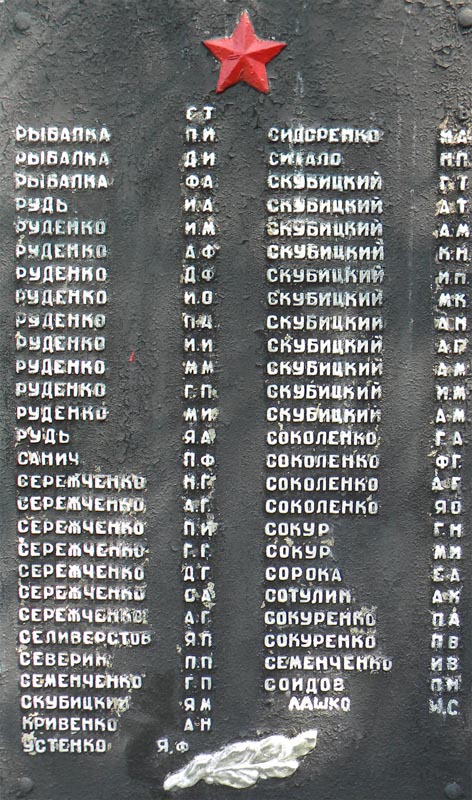 С.Т
РЫБАЛКА П.И
РЫБАЛКА Д.И
РЫБАЛКА Ф.А
РУДЬ И.А
РУДЕНКО И.М
РУДЕНКО А.Ф
РУДЕНКО Д.Ф
РУДЕНКО И.О
РУДЕНКО
РУДЕНКО И.И
РУДЕНКО М.М
РУДЕНКО Г.П
РУДЕНКО М.И
РУДЬ Я.А
САНИЧ П.Ф
СЕРЕЖЧЕНКО Н.Г
СЕРЕЖЧЕНКО А.Г
СЕРЕЖЧЕНКО П.И
СЕРЕЖЧЕНКО Г.Г.
СЕРЕЖЧЕНКО Д.Г
СЕРЕЖЧЕНКО С.А
СЕРЕЖЧЕНКО А.Г
СЕЛИВЕРСТОВ Я.П
СЕВЕРИН П.П
СЕМЕНЧЕНКО Г.П
СКУБИЦКИЙ Я.М
КРИВЕНКО А.Н
УСТЕНКО Я.Ф
СИДОРЕНКО И.А
СИГАЛО
СКУБИЦКИЙ Г.Т
СКУБИЦКИЙ А.Т
СКУБИЦКИЙ А.М
СКУБИЦКИЙ К.Н
СКУБИЦКИЙ И.П
СКУБИЦКИЙ М.К
СКУБИЦКИЙ А.Н
СКУБИЦКИЙ А.Г
СКУБИЦКИЙ А.М
СКУБИЦКИЙ И.М
СКУБИЦКИЙ А.М
СОКОЛЕНКО Г.А
СОКОЛЕНКО Ф.Г.
СОКОЛЕНКО А.Г
СОКОЛЕНКО Я.О
СОКУР Г.Н
СОКУР М.И
СОРОКА Е.А
СОТУЛИН А.К
СОКУРЕНКО П.А
СОКУРЕНКО П.В
СЕМЕНЧЕНКО И.В
СОИДОВ П.Н
ЛАШКО И.С.